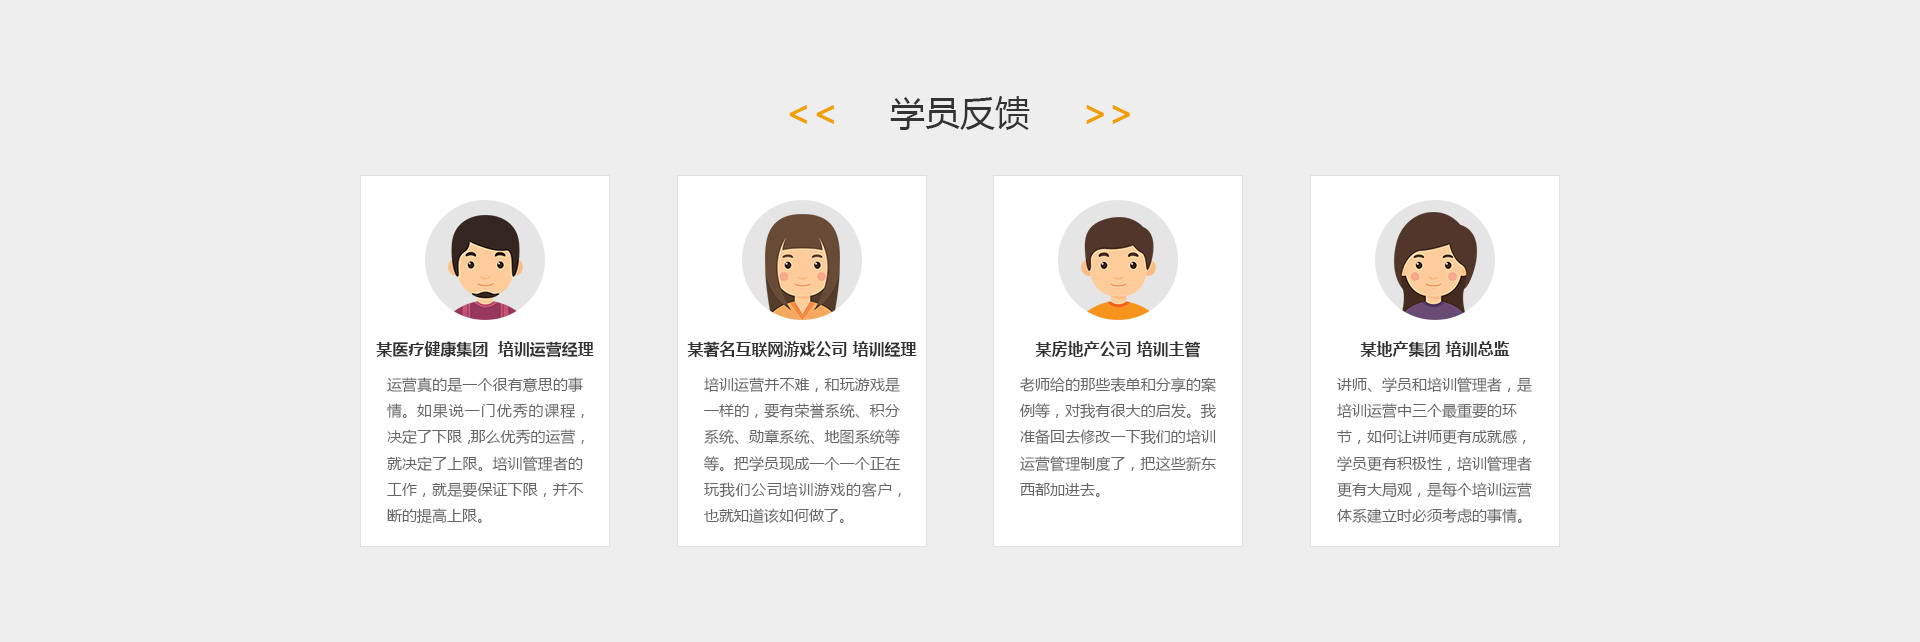 << 学员反馈 >>
某医疗健康集团 培训运营经理
运营真的是一个很有意思的事
情。如果说一门优秀的课程，
决定了下限 ,那么优秀的运营，
就决定了上限。培训管理者的
工作，就是要保证下限，并不
断的提高上限。
某著名互联网游戏公司 培训经理
培训运营并不难，和玩游戏是
一样的，要有荣誉系统、积分
系统、勋章系统、地图系统等
等。把学员现成一个一个正在
玩我们公司培训游戏的客户，
也就知道该如何做了。
某房地产公司 培训主管
老师给的那些表单和分享的案
例等，对我有很大的启发。我
准备回去修改一下我们的培训
运营管理制度了，把这些新东
西都加进去。
某地产集团 培训总监
讲师、学员和培训管理者，是
培训运营中三个最重要的环
节，如何让讲师更有成就感，
学员更有积极性，培训管理者
更有大局观，是每个培训运营
体系建立时必须考虑的事情。